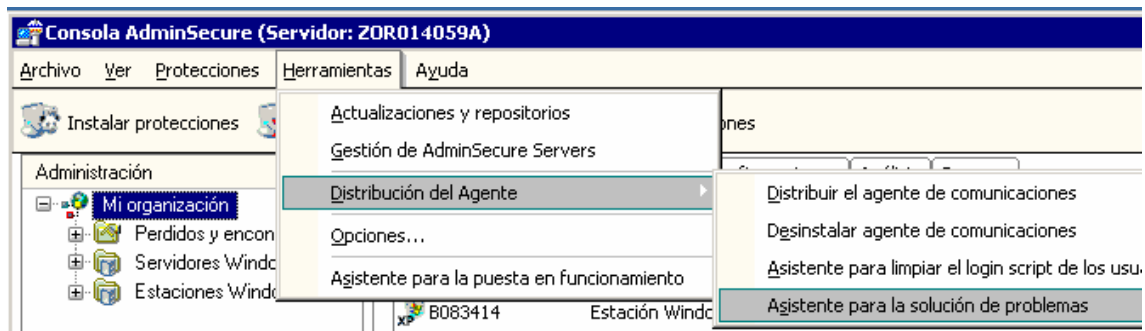 Consola AdminSecure (Servidor: ZOR014059A)
Archivo Ver Protecciones Herramientas Ayuda
Instalar protecciones
Actualizaciones y repositorios
Gestión de AdminSecure Servers
Distribución del Agente
Opciones...
Asistente para la puesta en funcionamiento
Administración
Mi organización
Perdidos y encon
Servidores Windo
Estaciones Windo
Distribuir el agente de comunicaciones
Desinstalar agente de comunicaciones
Asistente para limpiar el login script de los usu
Asistente para la solución de problemas
B083414 Estación Windo